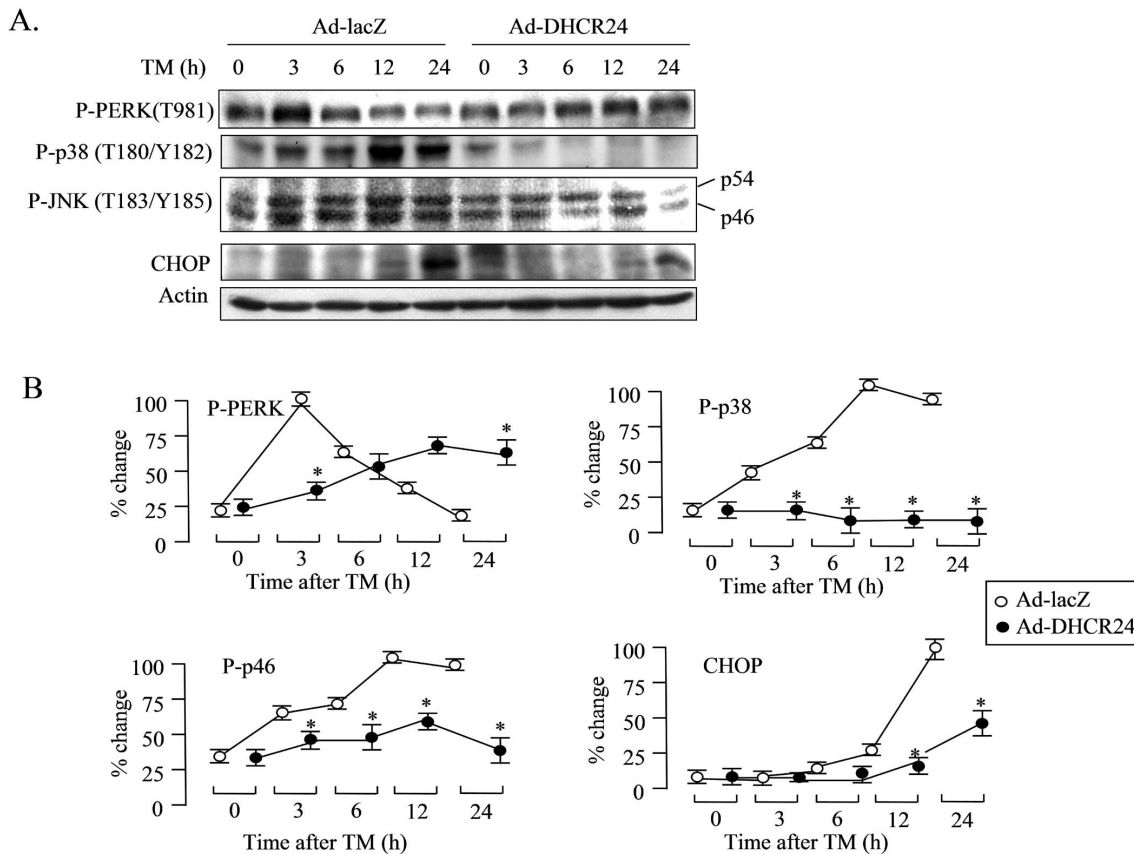 A.
Ad-lacZ Ad-DHCR24
TM (h) 0 3 6 12 24 0 3 6 12 24
P-PERK(T981)
P-p38 (T180/Y182)
P-JNK (T183/Y185)
p54
p46
CHOP
Actin
B
P-PERK
% change
100
75
50
25
0
* *
0 3 6 12 24
Time after TM (h)
P-p38
% change
100
75
50
25
0
* * * *
0 3 6 12 24
Time after TM (h)
Ad-lacZ
Ad-DHCR24
P-p46
% change
100
75
50
25
0
* * * *
0 3 6 12 24
Time after TM (h)
CHOP
% change
100
75
50
25
0
* *
0 3 6 12 24
Time after TM (h)